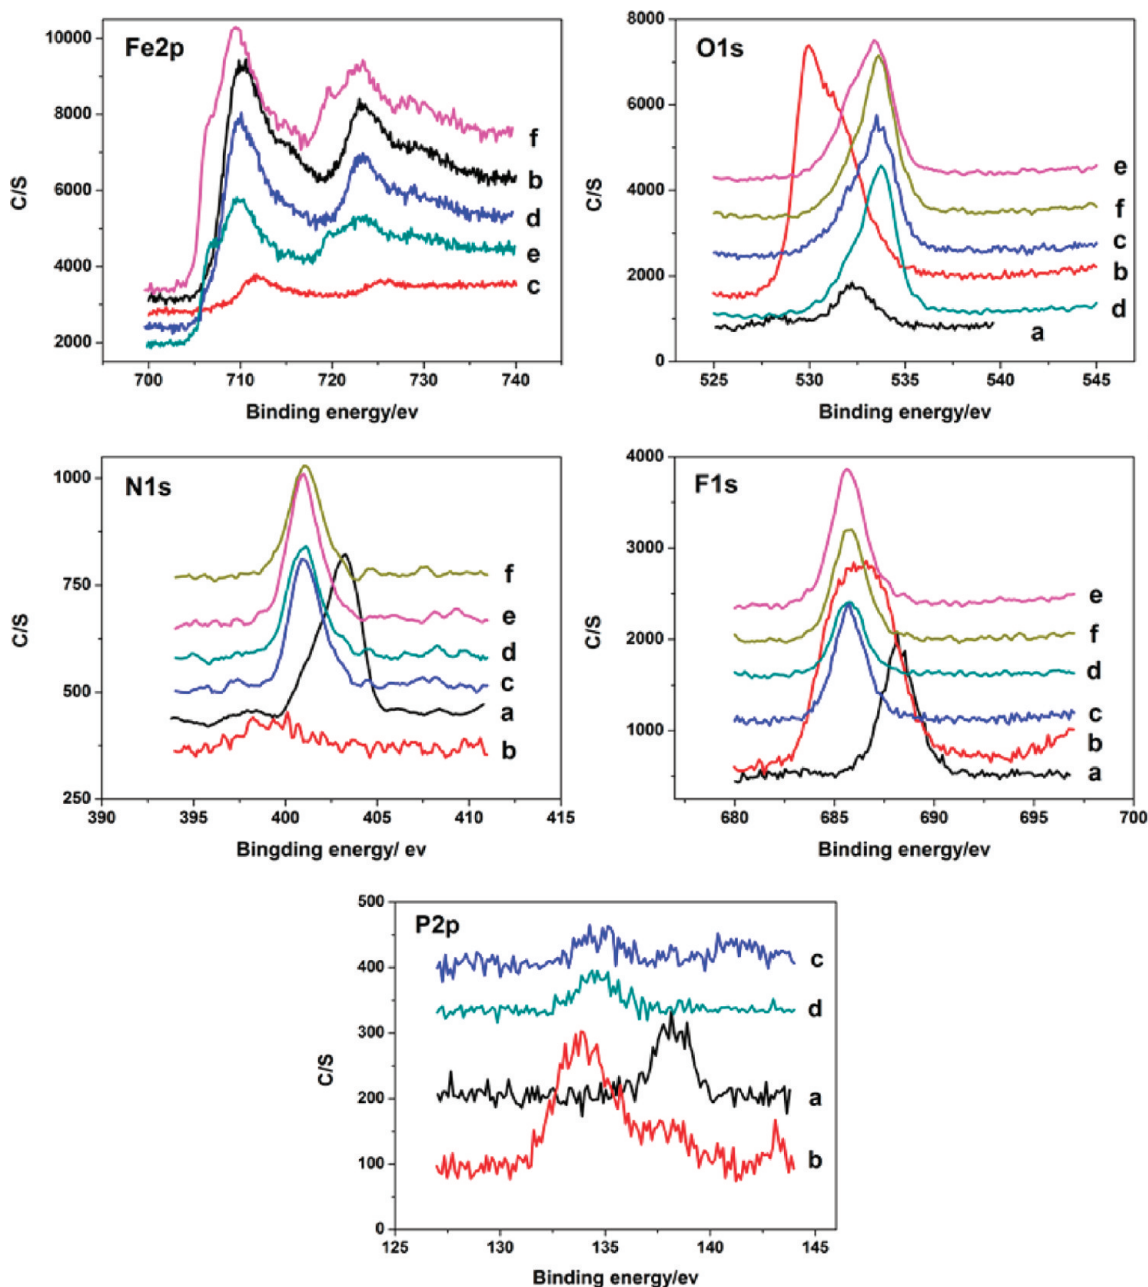 Fe2p
10000
8000
6000
4000
2000
C/S
f
b
d
e
c
700 710 720 730 740
Binding energy/ev
O1s
8000
6000
4000
2000
0
C/S
e
f
c
b
d
a
525 530 535 540 545
Binding energy/ev
N1s
1000
750
500
250
C/S
f
e
d
c
a
b
390 395 400 405 410 415
Bingding energy/ ev
F1s
4000
3000
2000
1000
C/S
e
f
d
c
b
a
680 685 690 695 700
Binding energy/ev
P2p
500
400
300
200
100
0
C/S
c
d
a
b
125 130 135 140 145
Binding energy/ev